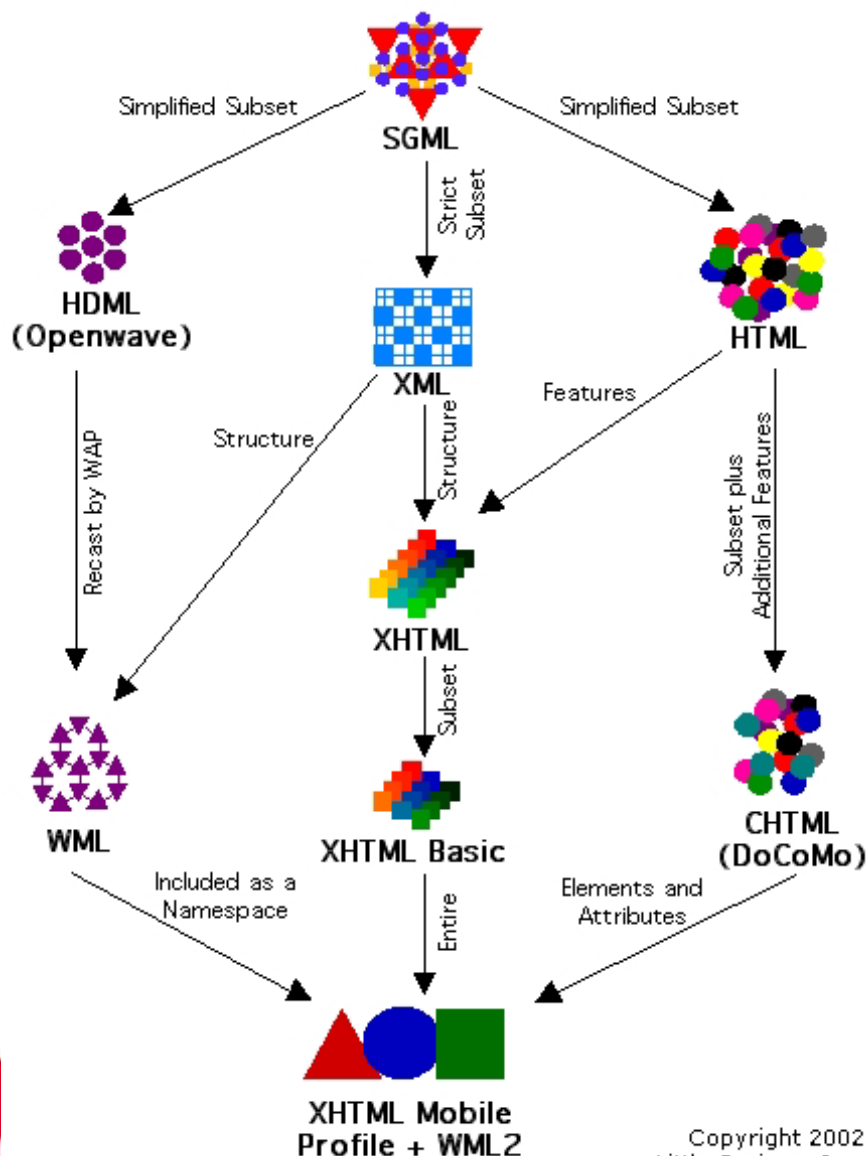 Simplified Subset
Simplified Subset
SGML
Strict
Subset
HDML
(Openwave)
XML
HTML
Features
Structure
Structure
Recast by WAP
Subset plus
Additional Features
XHTML
Subset
WML
XHTML Basic
CHTML
(DoCoMo)
Included as a
Namespace
Entire
Elements and
Attributes
XHTML Mobile
Profile + WML2
Copyright 2002